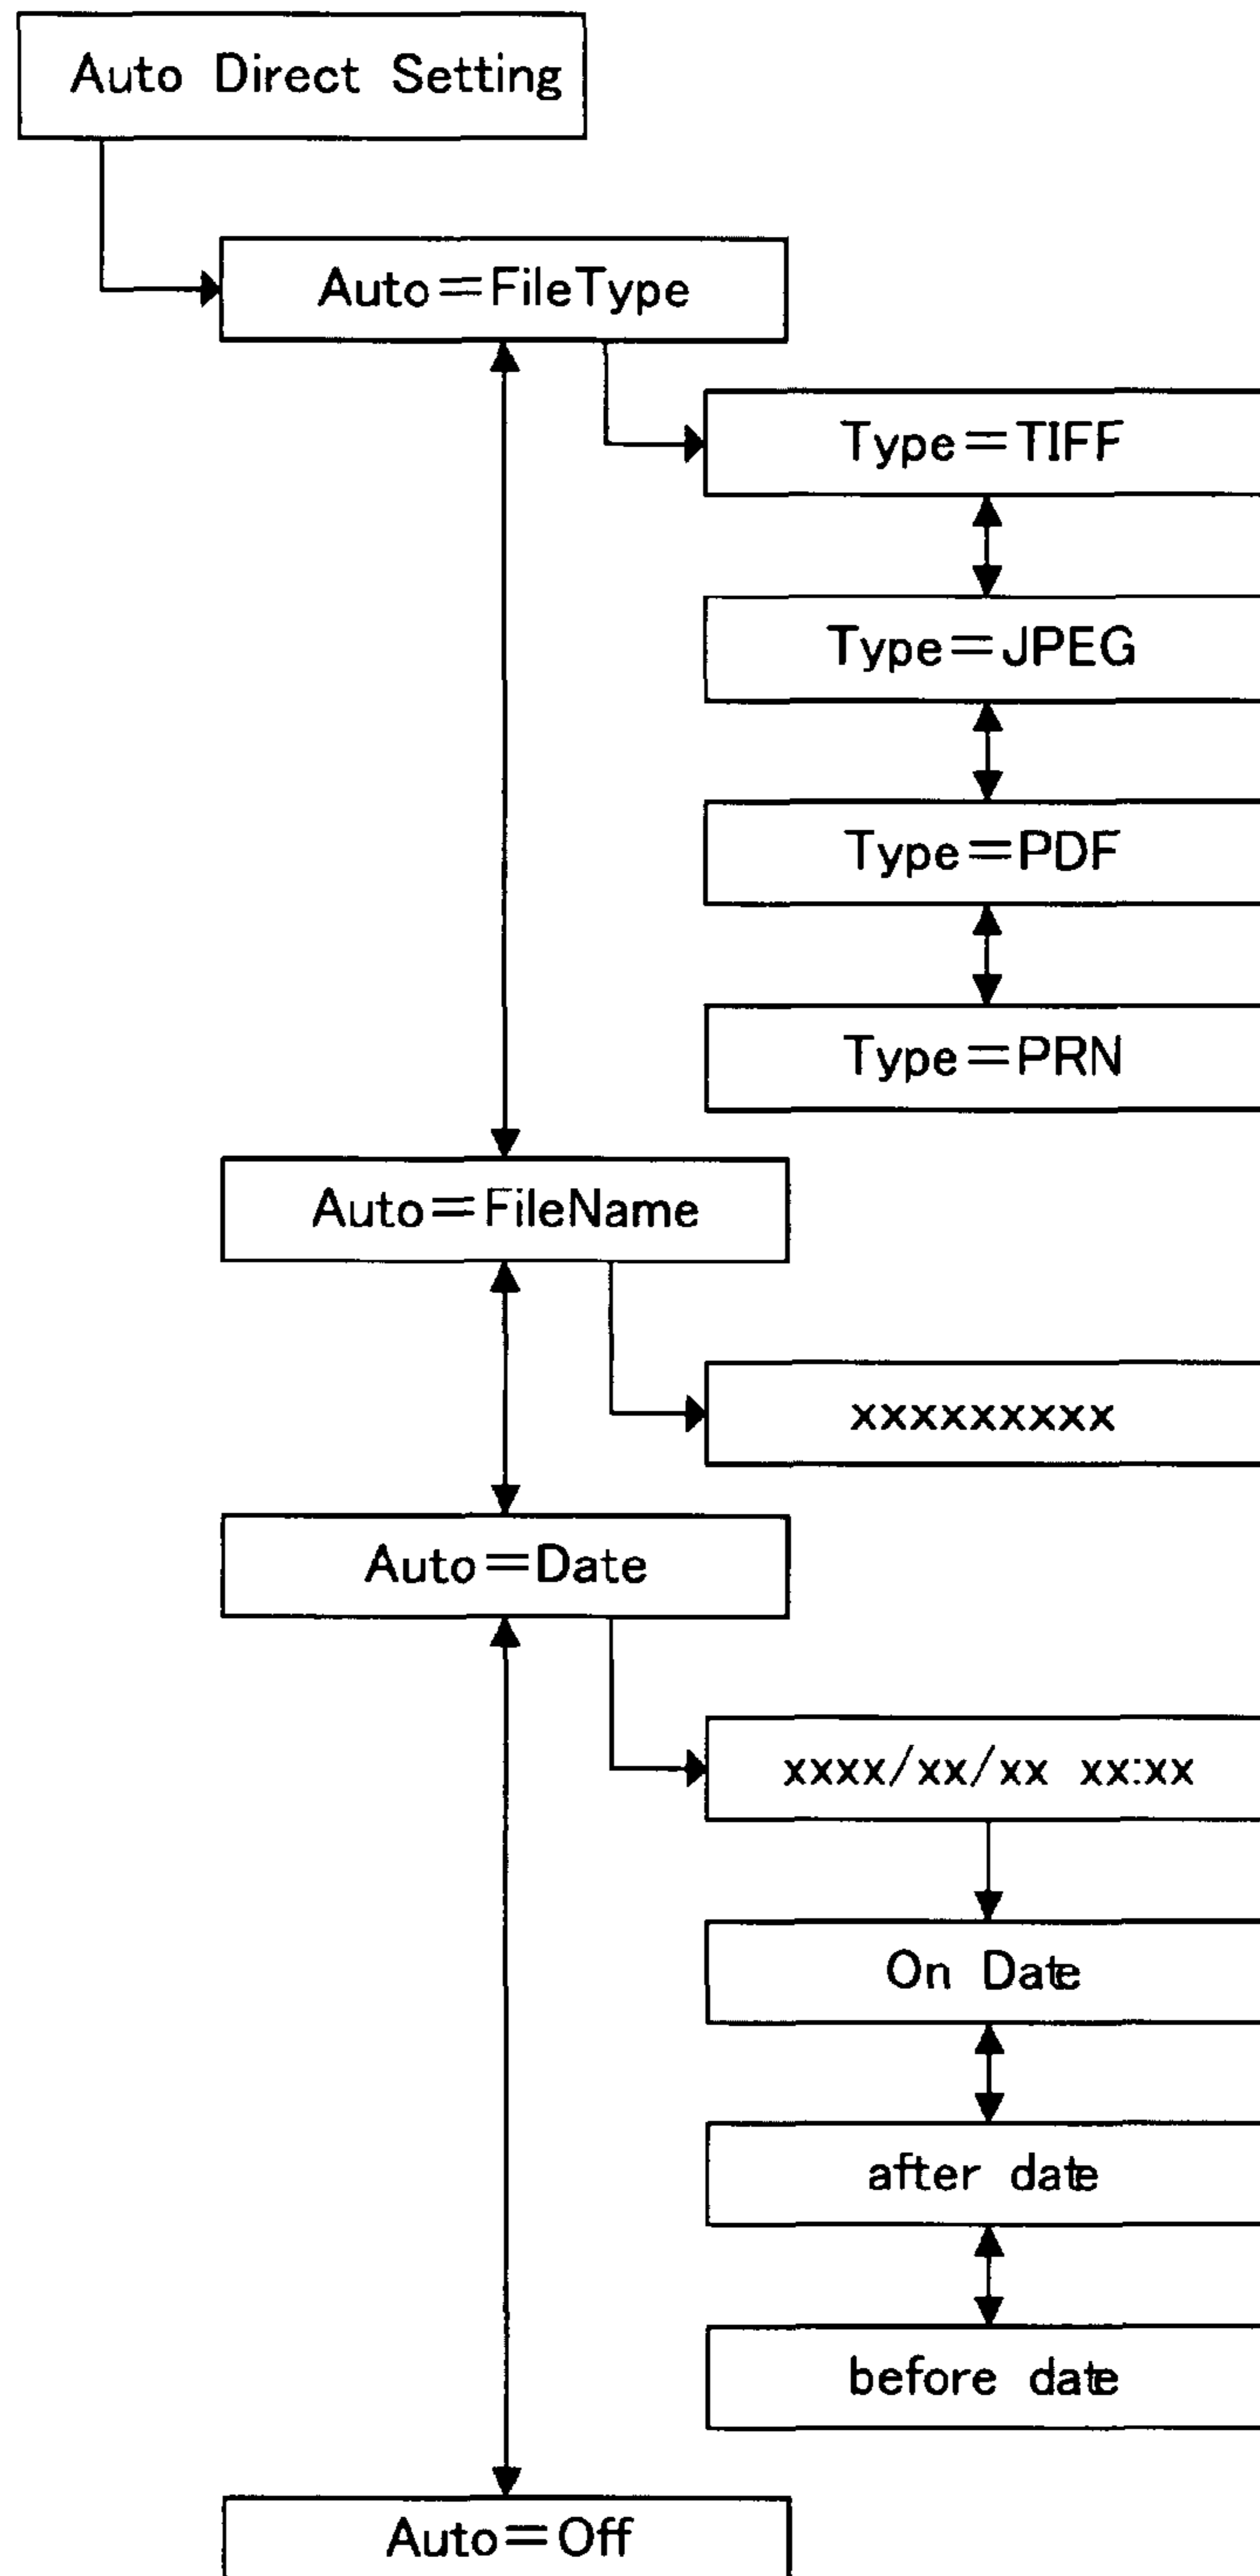 Auto Direct Setting
Auto=FileType
Type=TIFF
Type=JPEG
Type=PDF
Type=PRN
Auto=FileName
xxxxxxxxx
Auto=Date
xxxx/xx/xx xx:xx
On Date
after date
before date
Auto=Off